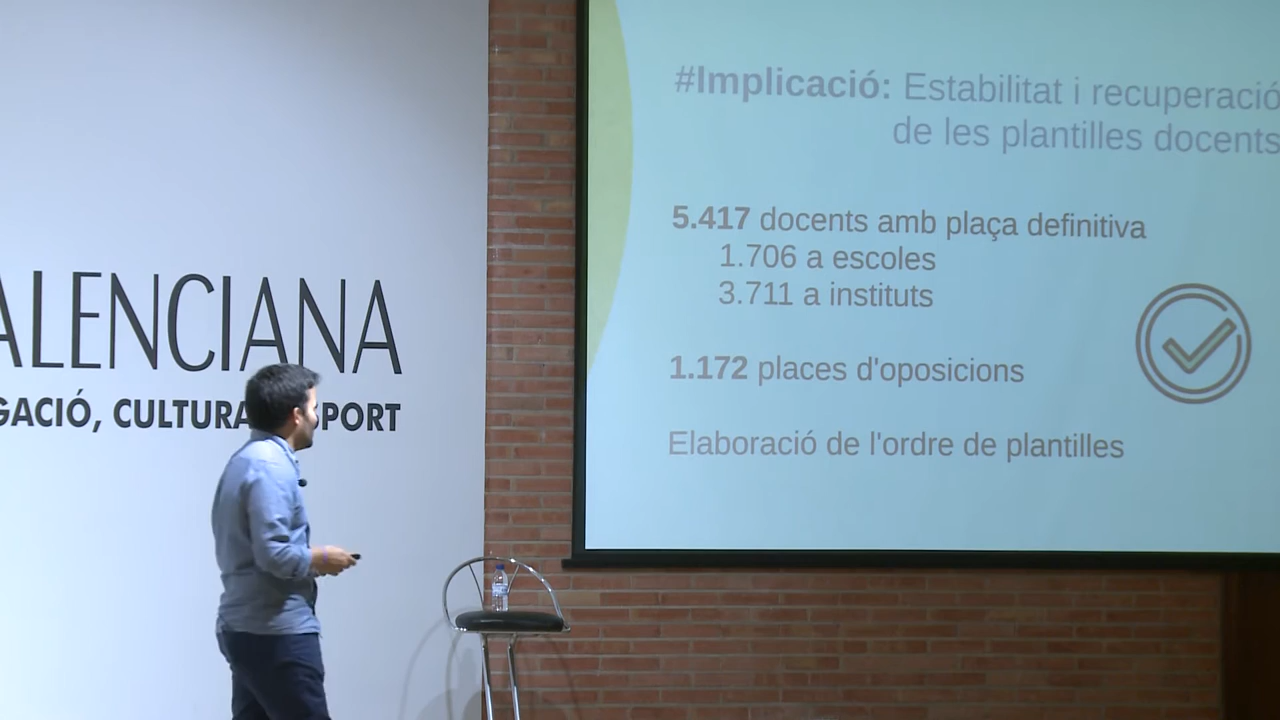 #Implicació: Estabilitat i recuperació
de les plantilles docents
5.417 docents amb plaça definitiva
1.706 a escoles
3.711 a instituts
1.172 places d'oposicions
Elaboració de l'ordre de plantilles
ALENCIANA
GACIÓ, CULTURA PORT